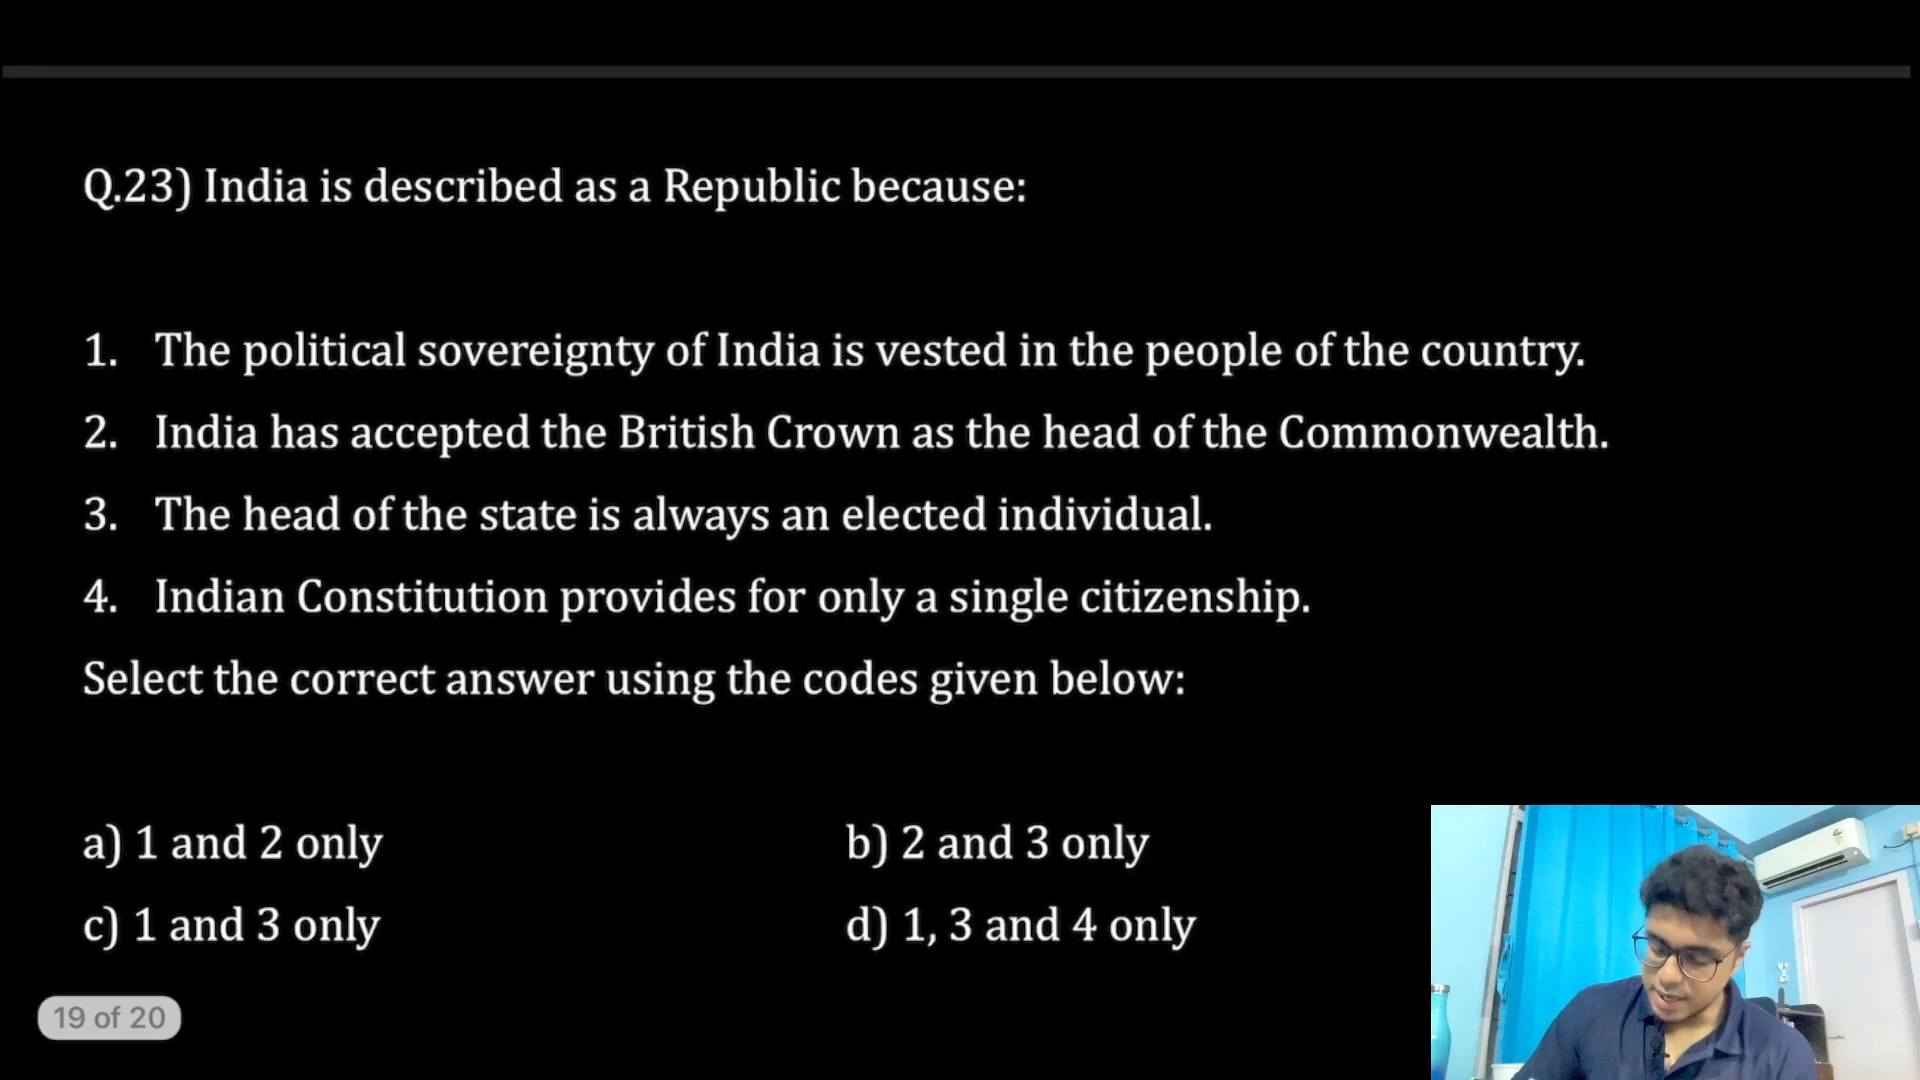 Q.23) India is described as a Republic because:
1. The political sovereignty of India is vested in the people of the country.
2. India has accepted the British Crown as the head of the Commonwealth.
3. The head of the state is always an elected individual.
4. Indian Constitution provides for only a single citizenship.
Select the correct answer using the codes given below:
a) 1 and 2 only
b) 2 and 3 only
c) 1 and 3 only
d) 1, 3 and 4 only
19 of 20